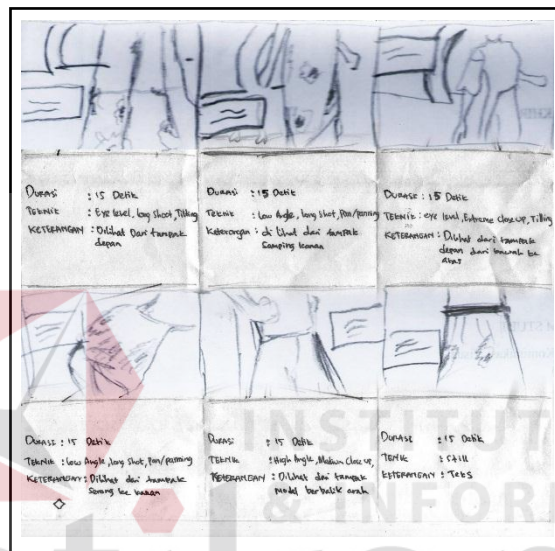 DURASI : 15 Detik
TEKNIK : Eye level, long shoot, Tilting
KETERANGAN : Dilihat Dari tampak
depan
DURASI : 15 Detik
TEKNIK : Low Angle, long shot, Pan/panning
Keterangan : di lihat dari tampak
Samping kanan
DURASI : 15 Detik
TEKNIK : eye level, Extreme close up, Tilting
KETERANGAN : Dilihat dari tampak
depan dari bawah ke
atas
DURASI : 15 Detik
TEKNIK : Low Angle, long shot, Pan/panning
KETERANGAN : Dilihat dari tampak
Serong ke kanan
DURASI : 15 Detik
TEKNIK : High Angle, Medium Close up,
KETERANGAN : Dilihat dari tampak
model berbalik arah
DURASI : 15 Detik
TEKNIK : Still
KETERANGAN : Teks
INSTITUT
& INFOR